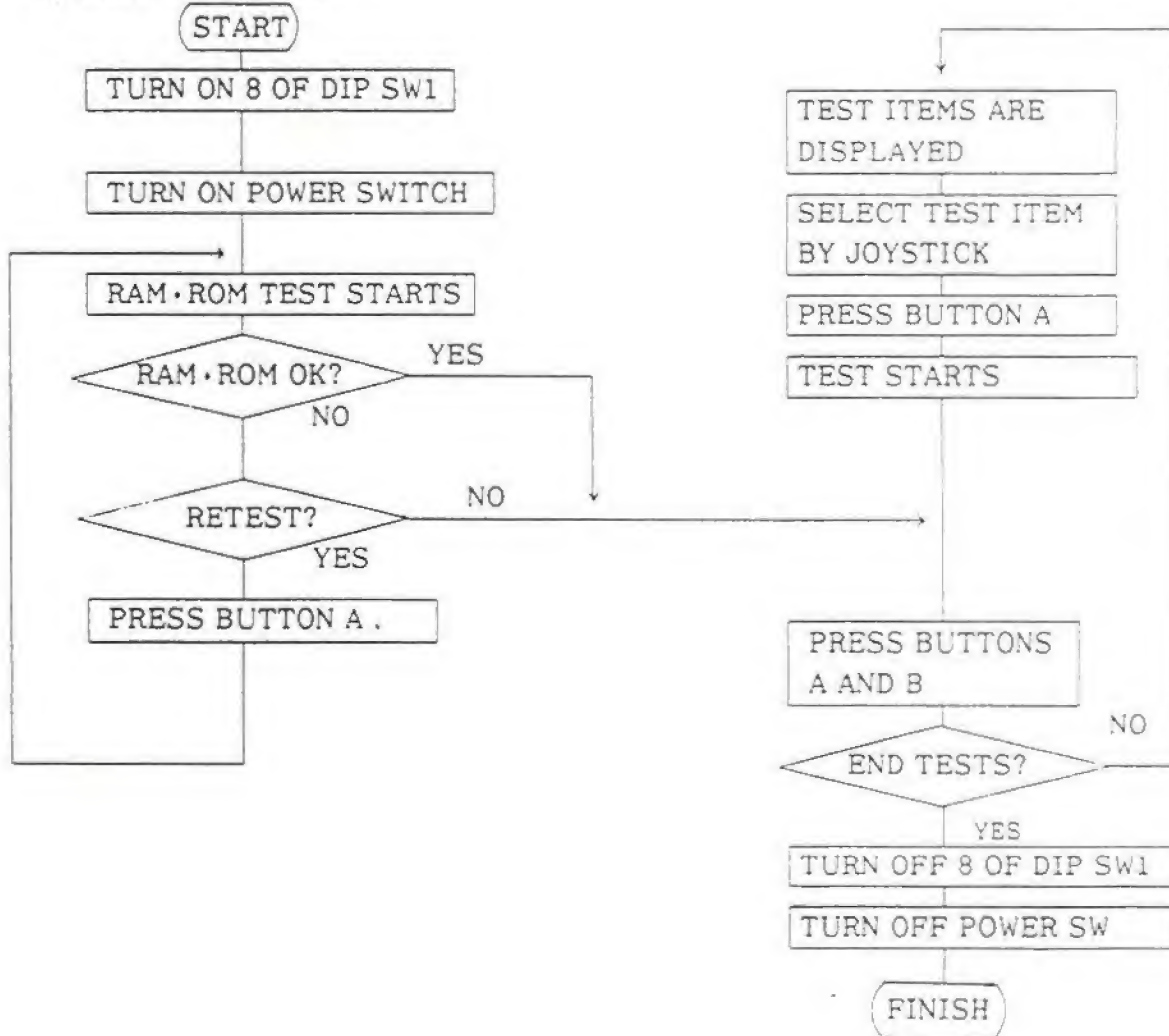 START
TURN ON 8 OF DIP SW1
TURN ON POWER SWITCH
RAM·ROM TEST STARTS
RAM·ROM OK?
YES
NO
RETEST?
NO
YES
PRESS BUTTON A.
TEST ITEMS ARE
DISPLAYED
SELECT TEST ITEM
BY JOYSTICK
PRESS BUTTON A
TEST STARTS
PRESS BUTTONS
A AND B
END TESTS?
NO
YES
TURN OFF 8 OF DIP SW1
TURN OFF POWER SW
FINISH